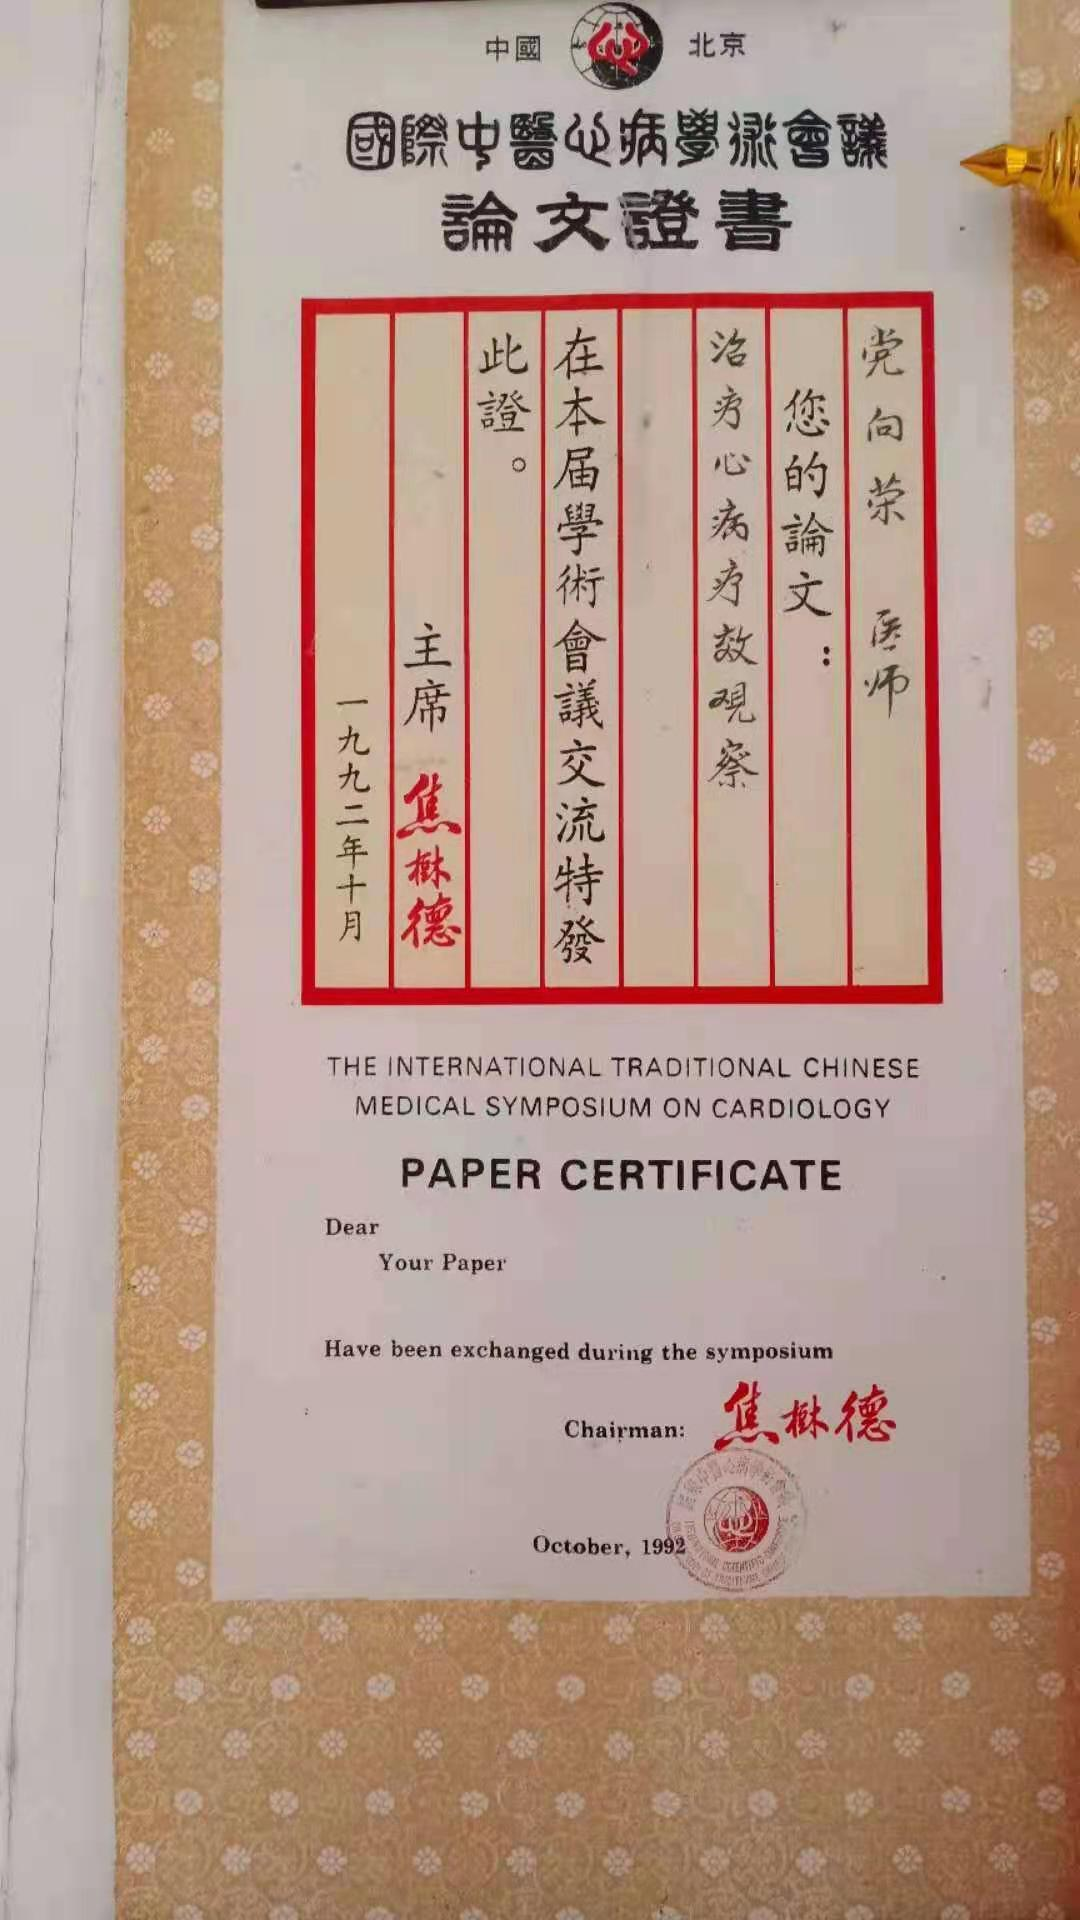 中國 北京
國際中醫心病學術會議
論文證書
党向荣 医师
您的論文：
治疗心病疗效观察
在本届學術會議交流特發
此證。
主席 焦樹德
一九九二年十月
THE INTERNATIONAL TRADITIONAL CHINESE
MEDICAL SYMPOSIUM ON CARDIOLOGY
PAPER CERTIFICATE
Dear
Your Paper
Have been exchanged during the symposium
Chairman: 焦樹德
October, 1992